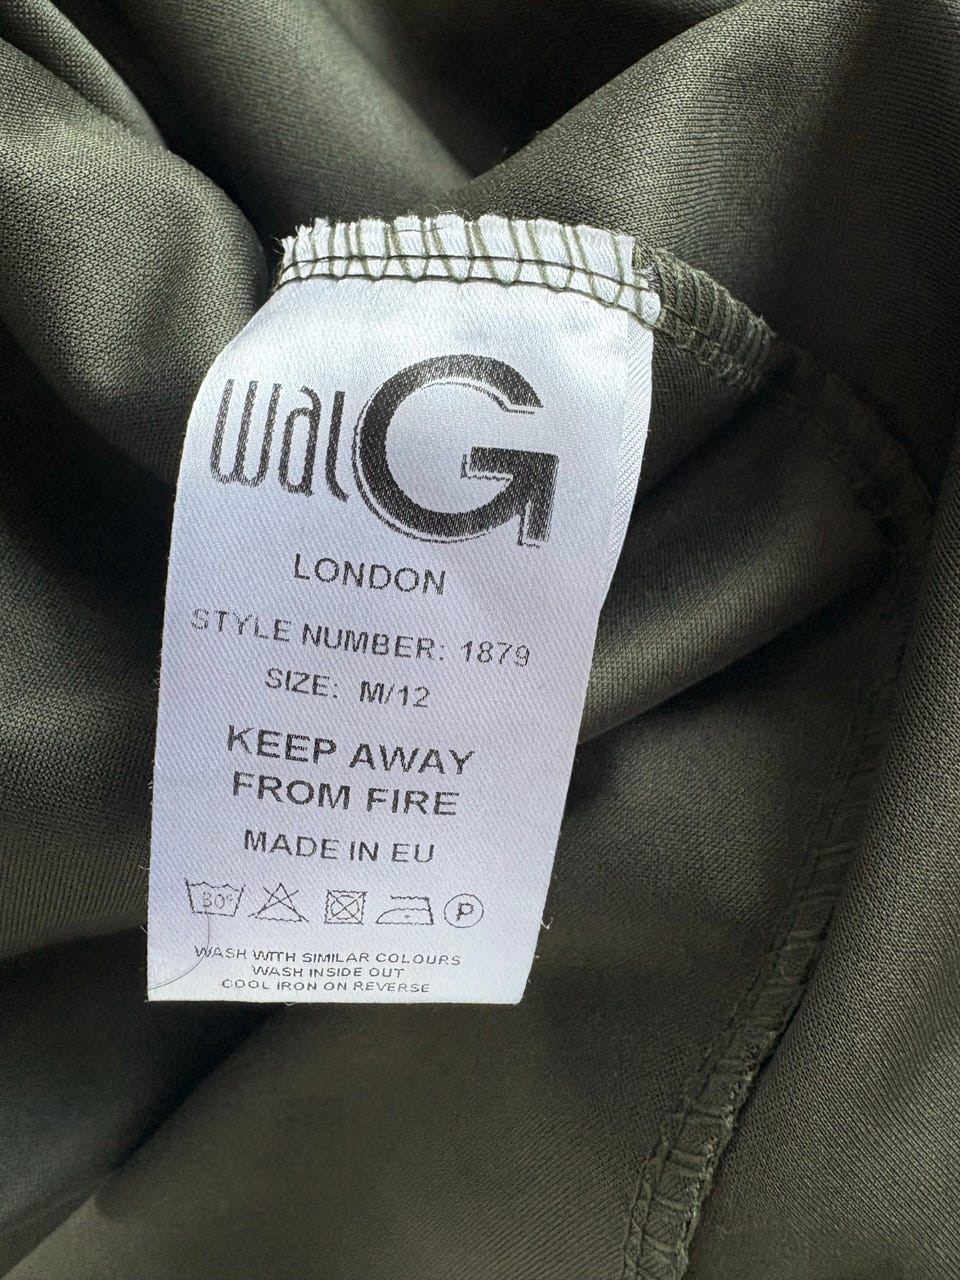 Wal G
LONDON
STYLE NUMBER: 1879
SIZE: M/12
KEEP AWAY
FROM FIRE
MADE IN EU
30° P
WASH WITH SIMILAR COLOURS
WASH INSIDE OUT
COOL IRON ON REVERSE